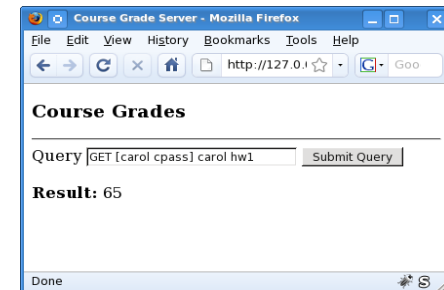 Course Grade Server - Mozilla Firefox
File Edit View History Bookmarks Tools Help
http://127.0. G Goo
Course Grades
Query GET [carol cpass] carol hw1 Submit Query
Result: 65
Done